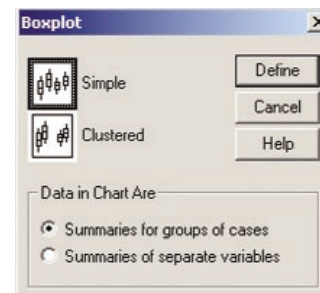 Boxplot
Simple
Define
Cancel
Clustered
Help
Data in Chart Are
Summaries for groups of cases
Summaries of separate variables